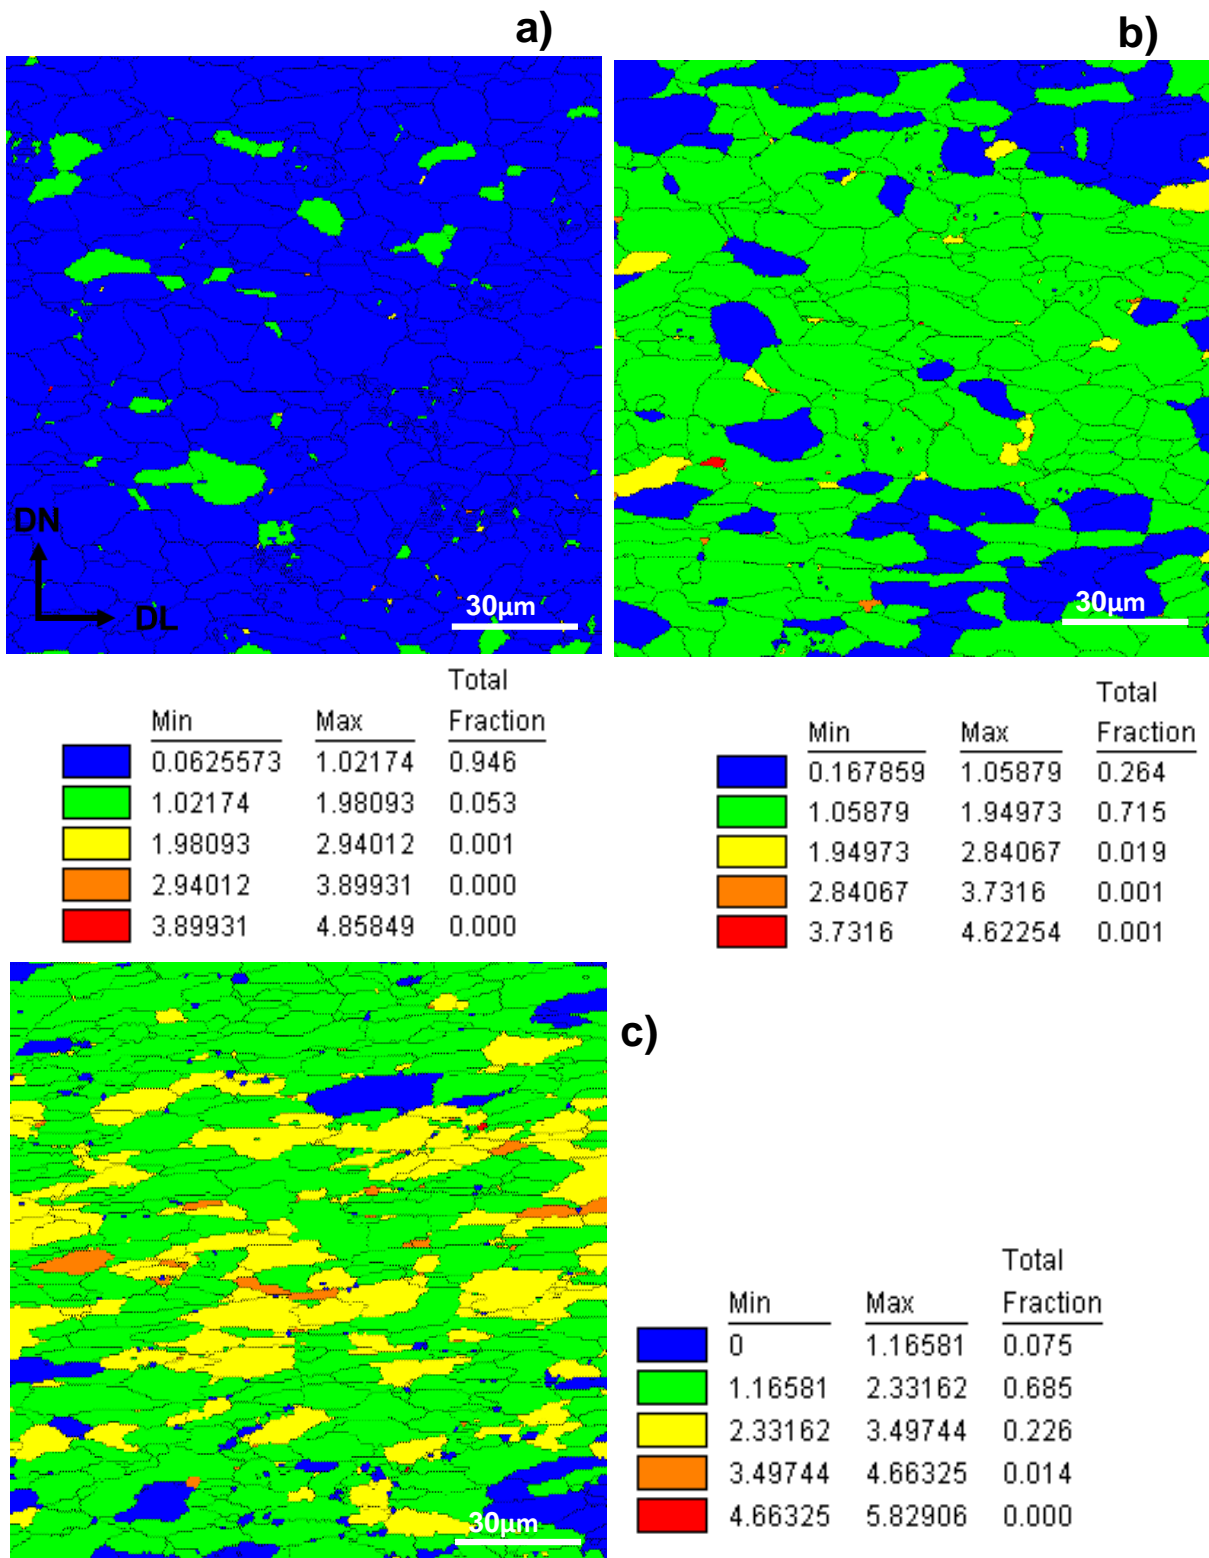 a)
b)
DN
DL
30µm
30µm
Total
Min Max Fraction
0.0625573 1.02174 0.946
1.02174 1.98093 0.053
1.98093 2.94012 0.001
2.94012 3.89931 0.000
3.89931 4.85849 0.000
Total
Min Max Fraction
0.167859 1.05879 0.264
1.05879 1.94973 0.715
1.94973 2.84067 0.019
2.84067 3.7316 0.001
3.7316 4.62254 0.001
c)
30µm
Total
Min Max Fraction
0 1.16581 0.075
1.16581 2.33162 0.685
2.33162 3.49744 0.226
3.49744 4.66325 0.014
4.66325 5.82906 0.000